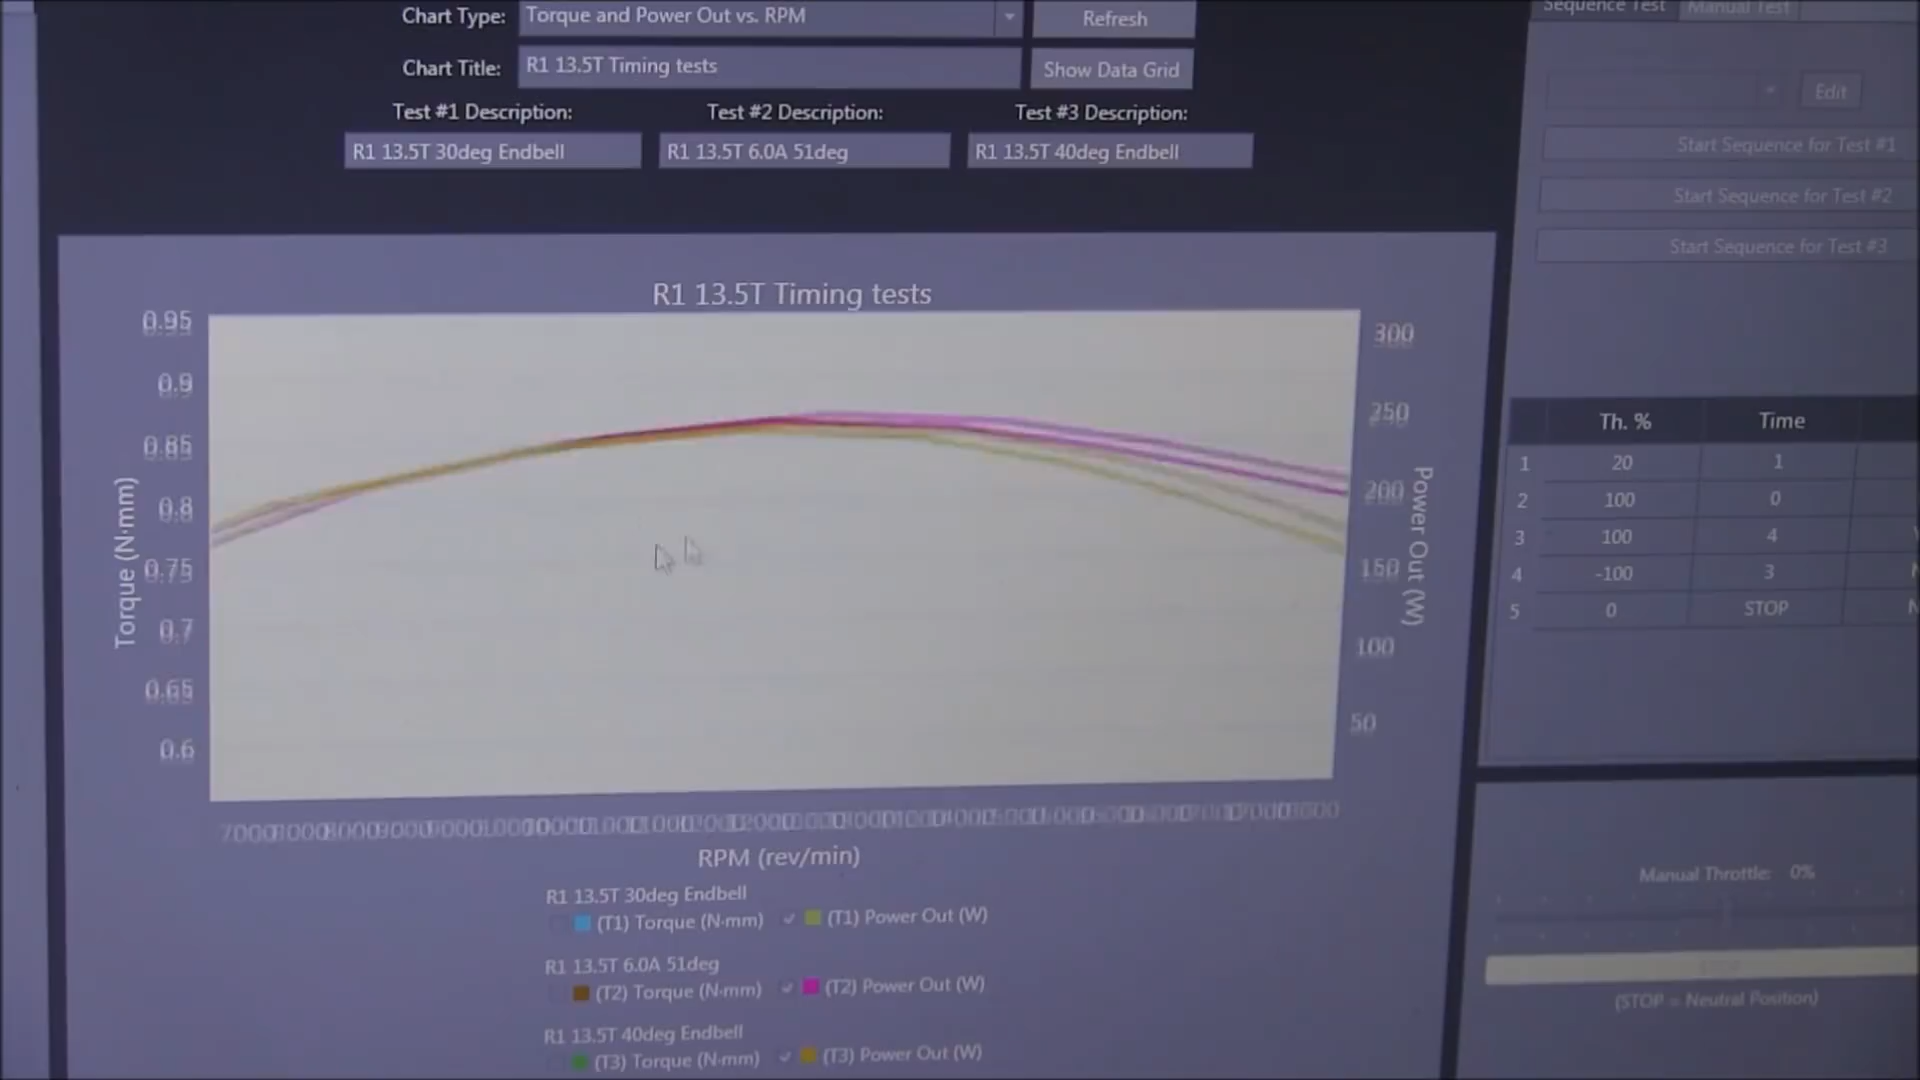 Chart Type: Torque and Power Out vs. RPM Refresh
Chart Title: R1 13.5T Timing tests Show Data Grid
Test #1 Description: Test #2 Description: Test #3 Description:
R1 13.5T 30deg Endbell R1 13.5T 6.0A 51deg R1 13.5T 40deg Endbell
R1 13.5T Timing tests
0.95
0.9
0.85
0.8
0.75
0.7
0.65
0.6
Torque (N·mm)
300
250
200
150
100
50
Power Out (W)
RPM (rev/min)
R1 13.5T 30deg Endbell
(T1) Torque (N·mm) (T1) Power Out (W)
R1 13.5T 6.0A 51deg
(T2) Torque (N·mm) (T2) Power Out (W)
R1 13.5T 40deg Endbell
(T3) Torque (N·mm) (T3) Power Out (W)
Sequence Test Manual Test
Edit
Start Sequence for Test #1
Start Sequence for Test #2
Start Sequence for Test #3
Th. % Time
1 20 1
2 100 0
3 100 4
4 -100 3
5 0 STOP
Manual Throttle: 0%
(STOP = Neutral Position)